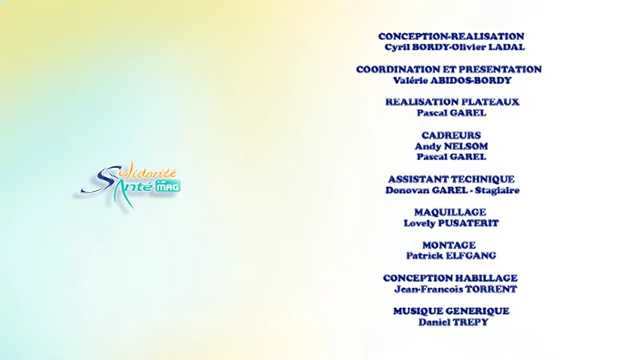 Solidarité
Santé LE MAG
CONCEPTION-REALISATION
Cyril BORDY-Olivier LADAL
COORDINATION ET PRESENTATION
Valérie ABIDOS-BORDY
REALISATION PLATEAUX
Pascal GAREL
CADREURS
Andy NELSOM
Pascal GAREL
ASSISTANT TECHNIQUE
Donovan GAREL - Stagiaire
MAQUILLAGE
Lovely PUSATERIT
MONTAGE
Patrick ELFGANG
CONCEPTION HABILLAGE
Jean-Francois TORRENT
MUSIQUE GENERIQUE
Daniel TREPY